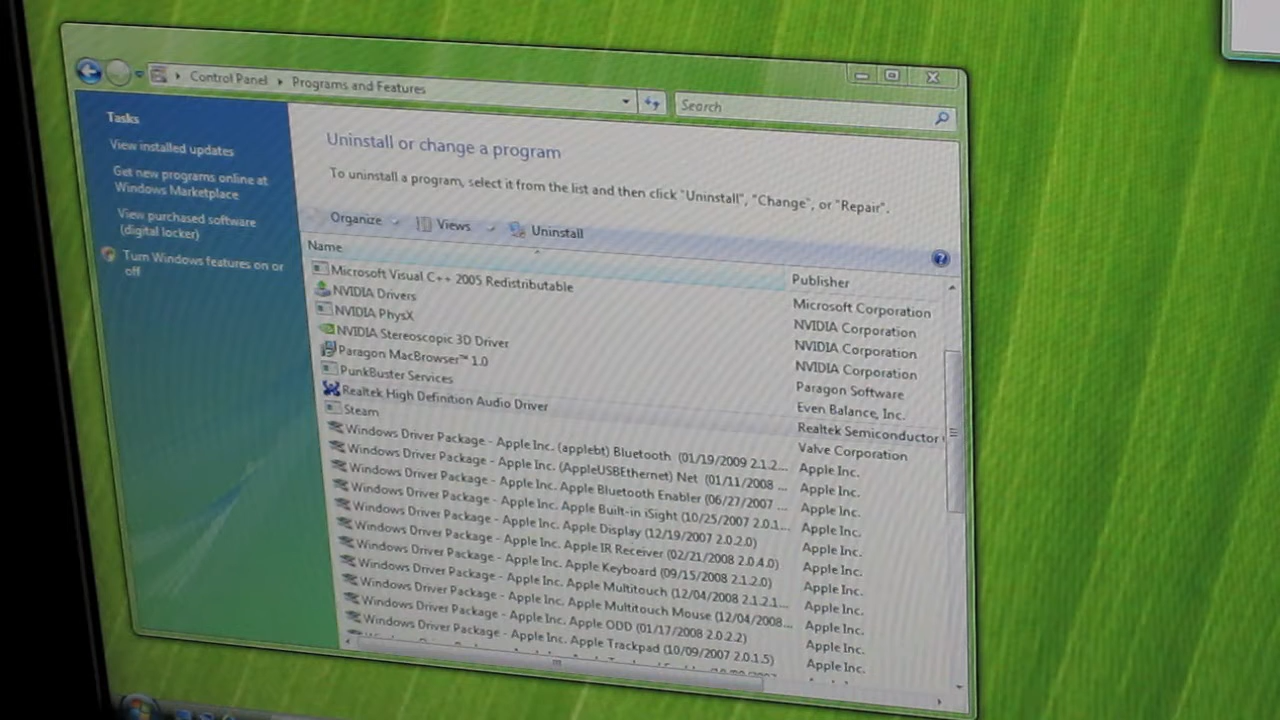 Control Panel
Programs and Features
Search
Tasks
View installed updates
Get new programs online at
Windows Marketplace
View purchased software
(digital locker)
Turn Windows features on or
off
Uninstall or change a program
To uninstall a program, select it from the list and then click "Uninstall", "Change", or "Repair".
Organize Views Uninstall
Name Publisher
Microsoft Visual C++ 2005 Redistributable Microsoft Corporation
NVIDIA Drivers NVIDIA Corporation
NVIDIA PhysX NVIDIA Corporation
NVIDIA Stereoscopic 3D Driver NVIDIA Corporation
Paragon MacBrowser™ 1.0 Paragon Software
PunkBuster Services Even Balance, Inc.
Realtek High Definition Audio Driver Realtek Semiconductor
Steam Valve Corporation
Windows Driver Package - Apple Inc. (applebt) Bluetooth (01/19/2009 2.1.2... Apple Inc.
Windows Driver Package - Apple Inc. (AppleUSBEthernet) Net (01/11/2008 ... Apple Inc.
Windows Driver Package - Apple Inc. Apple Bluetooth Enabler (06/27/2007 ... Apple Inc.
Windows Driver Package - Apple Inc. Apple Built-in iSight (10/25/2007 2.0.1... Apple Inc.
Windows Driver Package - Apple Inc. Apple Display (12/19/2007 2.0.2.0) Apple Inc.
Windows Driver Package - Apple Inc. Apple IR Receiver (02/21/2008 2.0.4.0) Apple Inc.
Windows Driver Package - Apple Inc. Apple Keyboard (09/15/2008 2.1.2.0) Apple Inc.
Windows Driver Package - Apple Inc. Apple Multitouch (12/04/2008 2.1.2.1... Apple Inc.
Windows Driver Package - Apple Inc. Apple Multitouch Mouse (12/04/2008... Apple Inc.
Windows Driver Package - Apple Inc. Apple ODD (01/17/2008 2.0.2.2) Apple Inc.
Windows Driver Package - Apple Inc. Apple Trackpad (10/09/2007 2.0.1.5) Apple Inc.